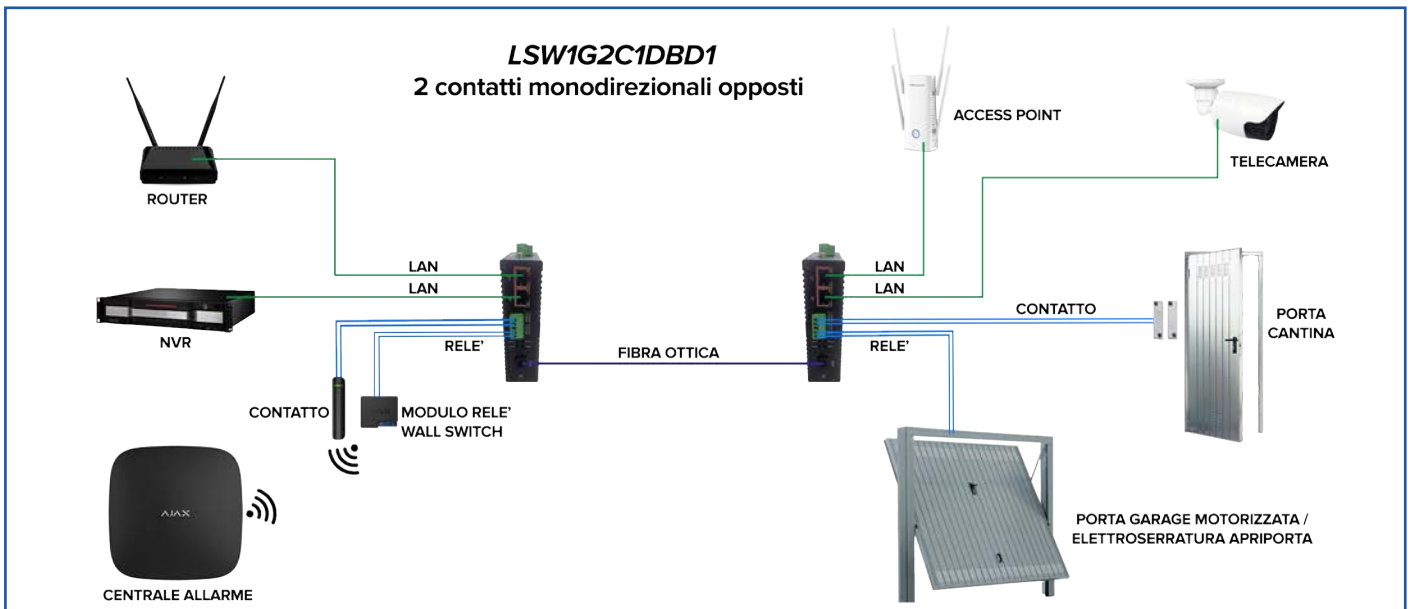 LSW1G2C1DBD1
2 contatti monodirezionali opposti
ROUTER
ACCESS POINT
TELECAMERA
LAN
LAN
NVR
RELE'
FIBRA OTTICA
LAN
LAN
CONTATTO
RELE'
PORTA
CANTINA
CONTATTO
MODULO RELE'
WALL SWITCH
AJAX
CENTRALE ALLARME
PORTA GARAGE MOTORIZZATA /
ELETTROSERRATURA APRIPORTA